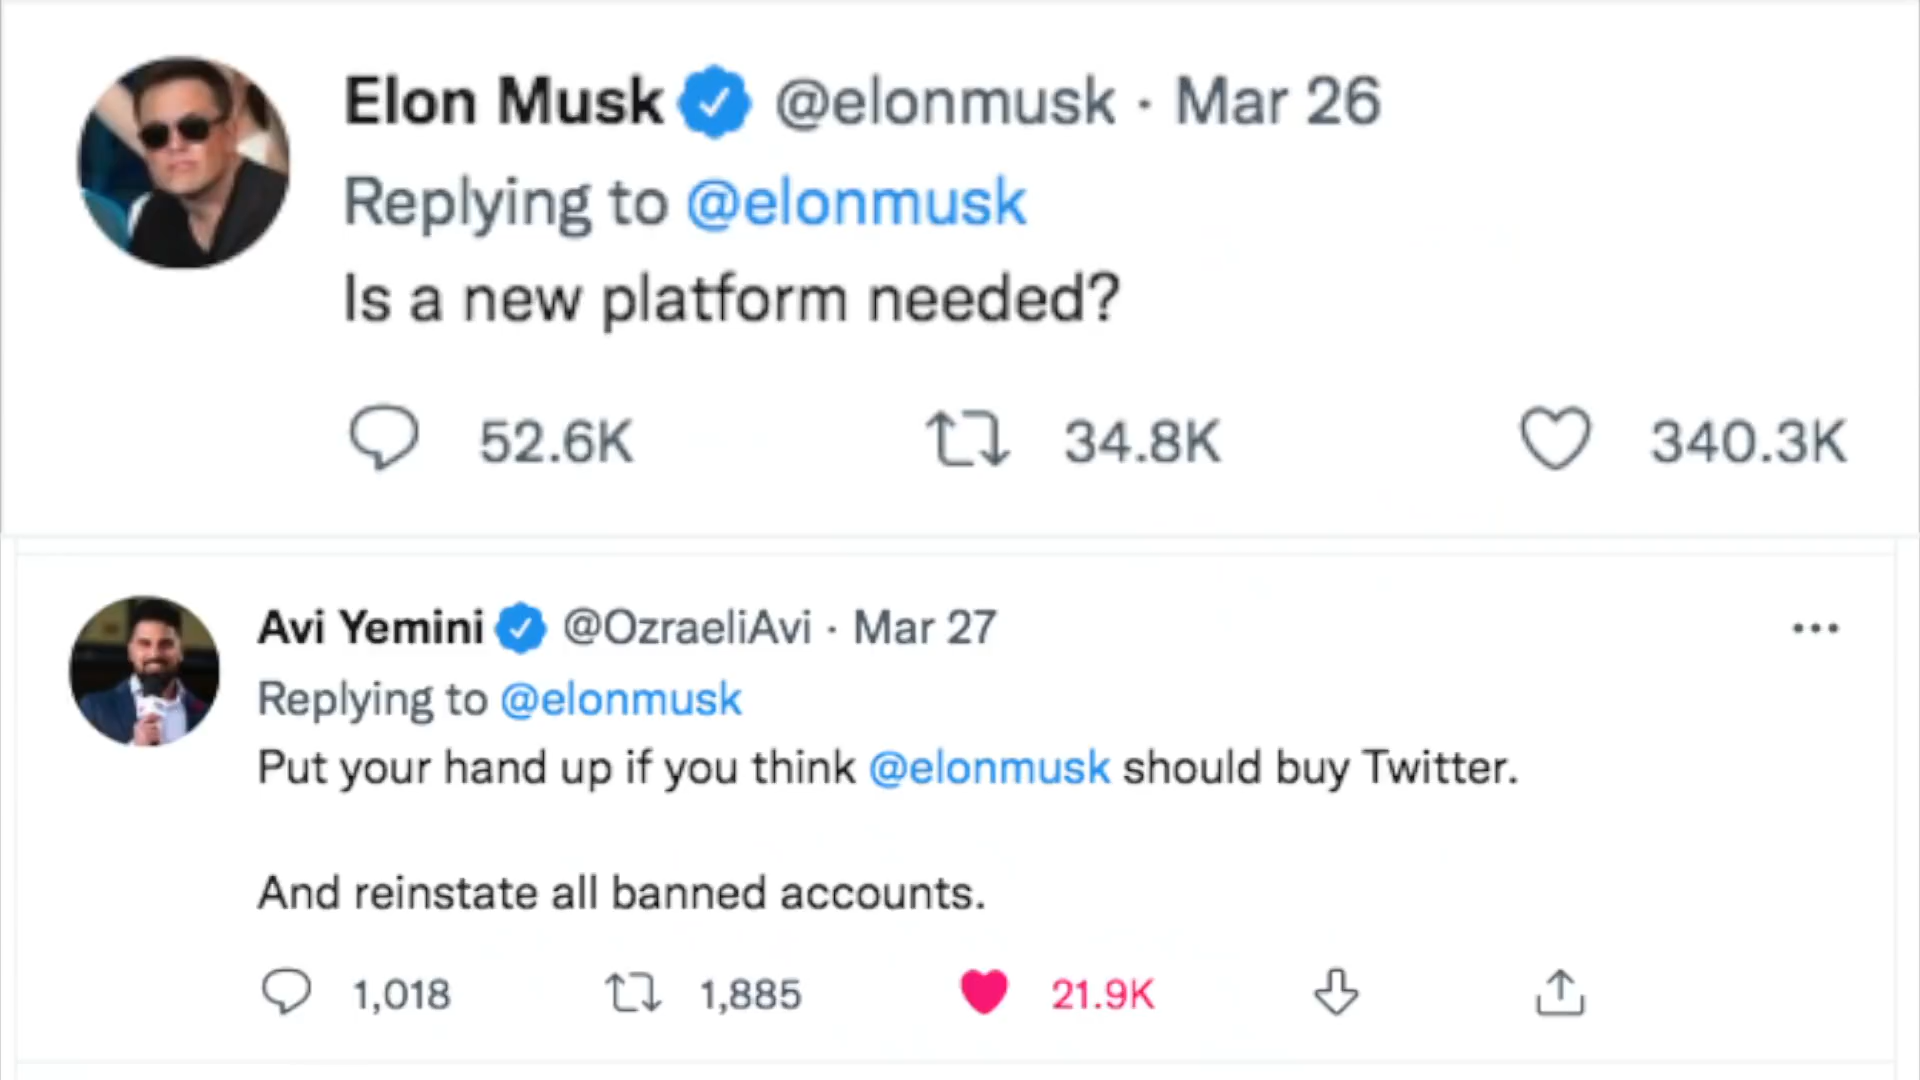 Elon Musk @elonmusk · Mar 26
Replying to @elonmusk
Is a new platform needed?
52.6K 34.8K 340.3K
Avi Yemini @OzraeliAvi · Mar 27
Replying to @elonmusk
Put your hand up if you think @elonmusk should buy Twitter.
And reinstate all banned accounts.
1,018 1,885 21.9K